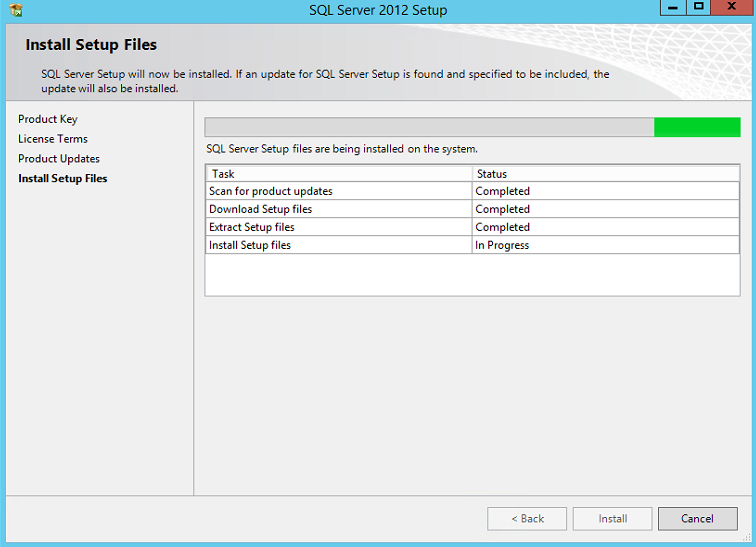 SQL Server 2012 Setup
Install Setup Files
SQL Server Setup will now be installed. If an update for SQL Server Setup is found and specified to be included, the
update will also be installed.
Product Key
License Terms
Product Updates
Install Setup Files
SQL Server Setup files are being installed on the system.
Task Status
Scan for product updates Completed
Download Setup files Completed
Extract Setup files Completed
Install Setup files In Progress
< Back Install Cancel